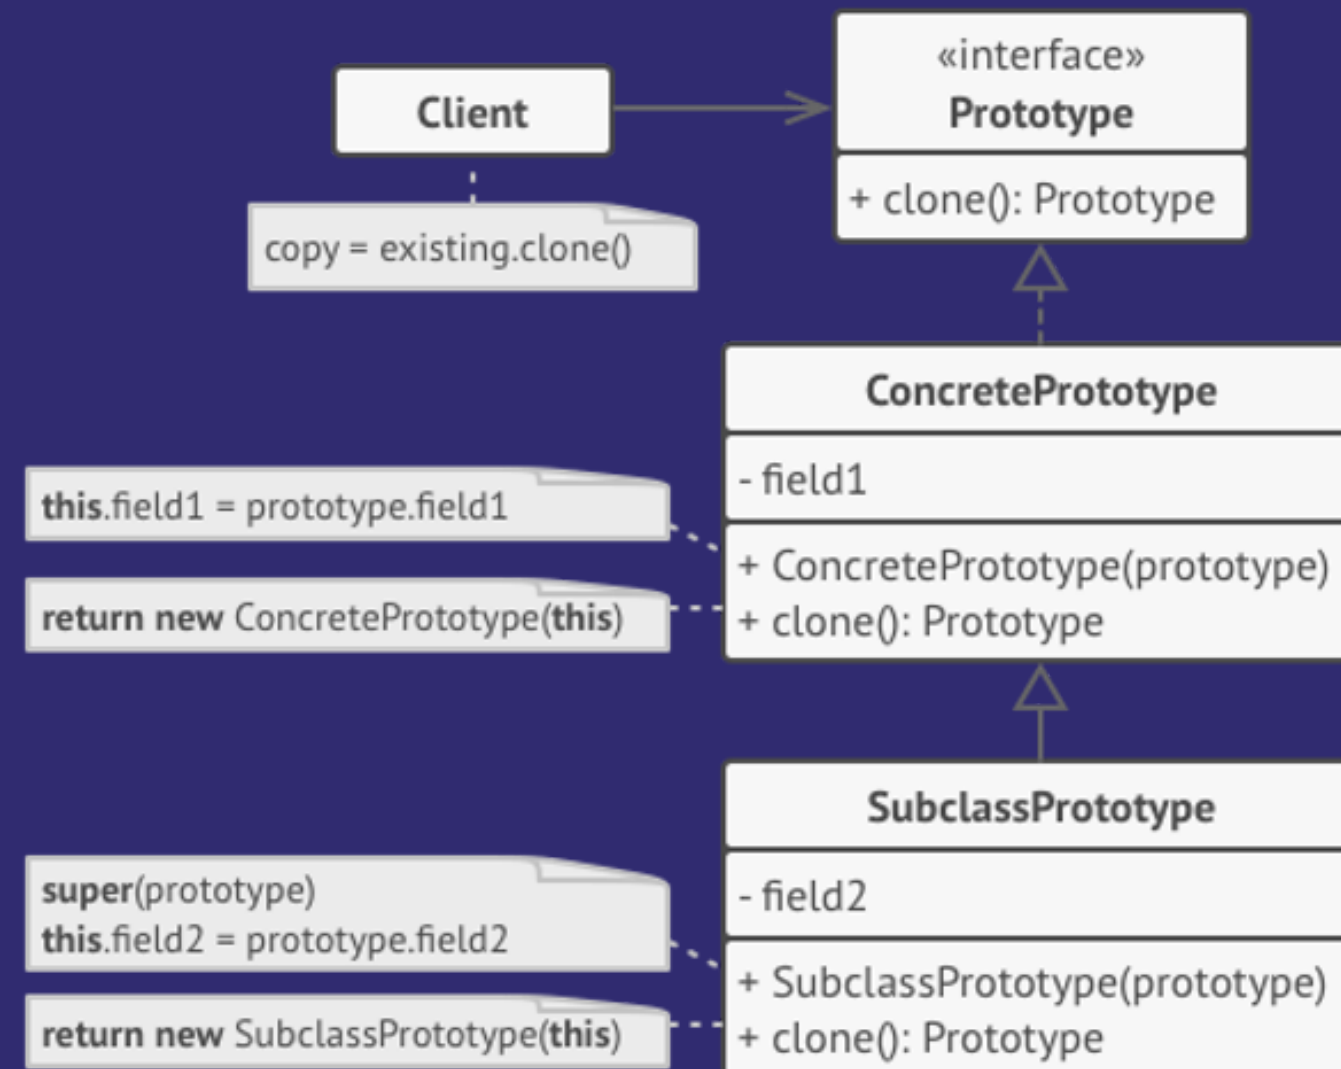 «interface»
Prototype
Client
+ clone(): Prototype
copy = existing.clone()
ConcretePrototype
- field1
this.field1 = prototype.field1
+ ConcretePrototype(prototype)
return new ConcretePrototype(this)
+ clone(): Prototype
SubclassPrototype
- field2
super(prototype)
this.field2 = prototype.field2
+ SubclassPrototype(prototype)
return new SubclassPrototype(this)
+ clone(): Prototype